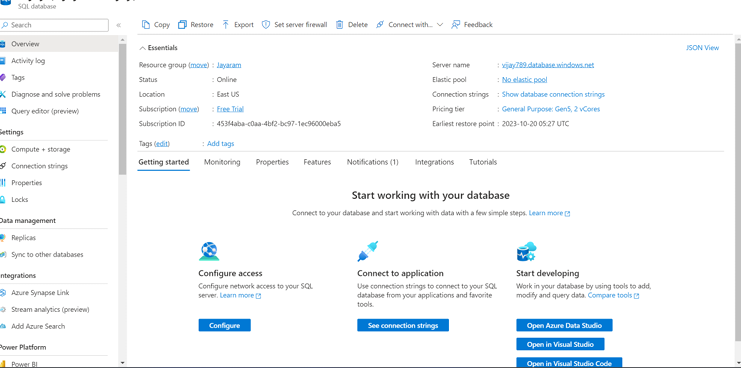 SQL database
Search
Copy Restore Export Set server firewall Delete Connect with... Feedback
Overview
Activity log
Tags
Diagnose and solve problems
Query editor (preview)
Settings
Compute + storage
Connection strings
Properties
Locks
Data management
Replicas
Sync to other databases
Integrations
Azure Synapse Link
Stream analytics (preview)
Add Azure Search
Power Platform
Power BI
Essentials
JSON View
Resource group (move) : Jayaram
Status : Online
Location : East US
Subscription (move) : Free Trial
Subscription ID : 453f4aba-c0aa-4bf2-bc97-1ec96000eba5
Server name : vijay789.database.windows.net
Elastic pool : No elastic pool
Connection strings : Show database connection strings
Pricing tier : General Purpose: Gen5, 2 vCores
Earliest restore point : 2023-10-20 05:27 UTC
Tags (edit) : Add tags
Getting started Monitoring Properties Features Notifications (1) Integrations Tutorials
Start working with your database
Connect to your database and start working with data with a few simple steps. Learn more
Configure access
Configure network access to your SQL
server. Learn more
Configure
Connect to application
Use connection strings to connect to your SQL
database from your applications and favorite
tools.
See connection strings
Start developing
Work in your database by using tools to add,
modify and query data. Compare tools
Open Azure Data Studio
Open in Visual Studio
Open in Visual Studio Code